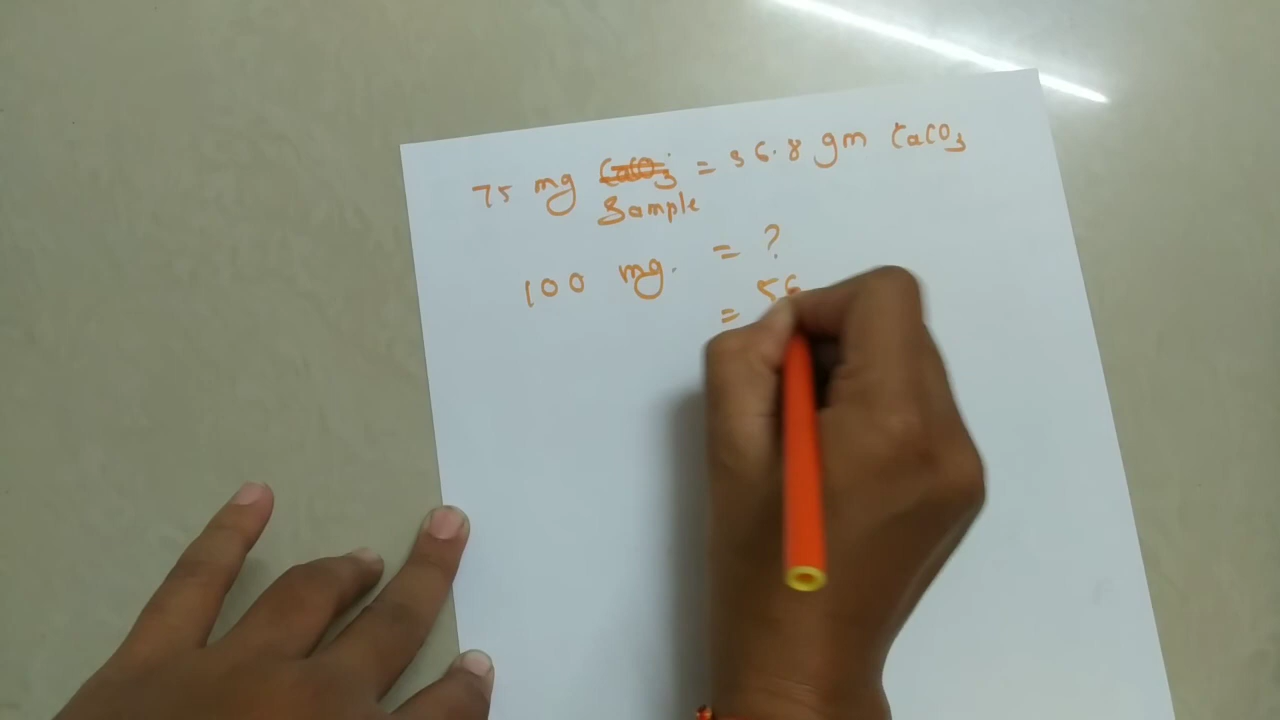 75 mg CaCO₃ = 56.8 gm CaCO₃
Sample
100 mg. = ?
= 56